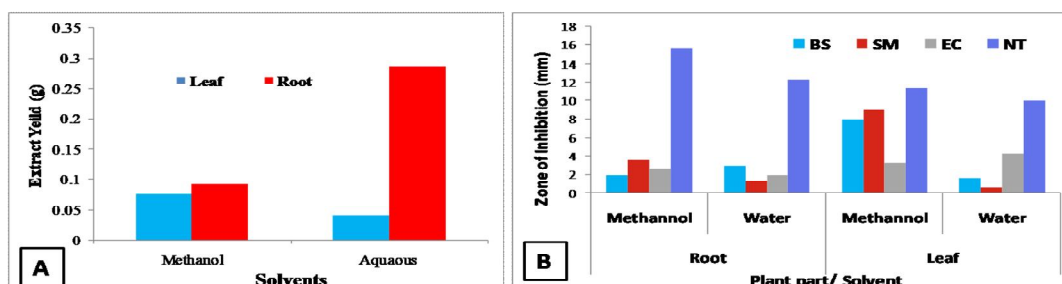 0.35
0.3
0.25
0.2
0.15
0.1
0.05
0
Extract Yeild (g)
Leaf Root
Methanol Aquaous
Solvents
A
18
16
14
12
10
8
6
4
2
0
Zone of Inhibition (mm)
BS SM EC NT
Methannol Water Methannol Water
Root Leaf
Plant part/ Solvent
B